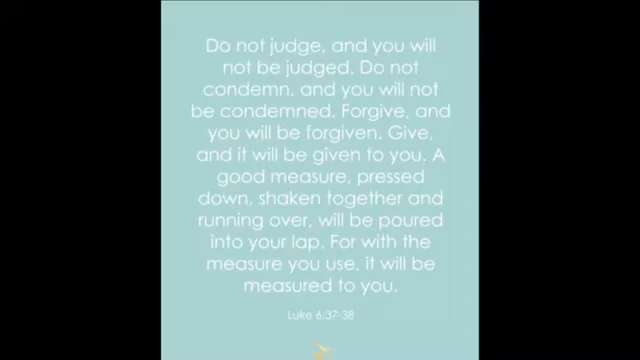 Do not judge, and you will
not be judged. Do not
condemn, and you will not
be condemned. Forgive, and
you will be forgiven. Give,
and it will be given to you. A
good measure, pressed
down, shaken together and
running over, will be poured
into your lap. For with the
measure you use, it will be
measured to you.
Luke 6:37-38